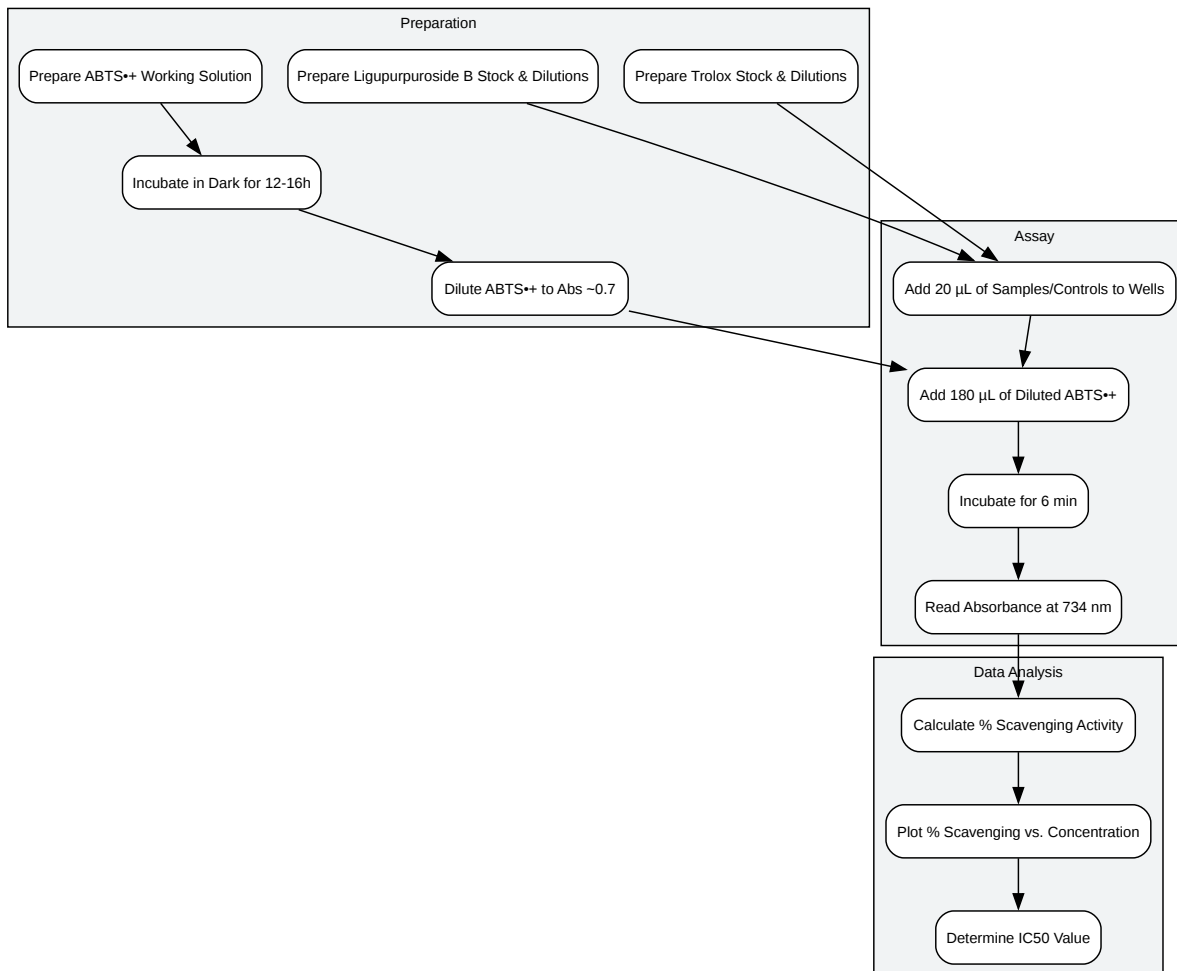 Preparation
Prepare ABTS•+ Working Solution
Prepare Ligupurpuroside B Stock & Dilutions
Prepare Trolox Stock & Dilutions
Incubate in Dark for 12-16h
Dilute ABTS•+ to Abs ~0.7
Assay
Add 20 µL of Samples/Controls to Wells
Add 180 µL of Diluted ABTS•+
Incubate for 6 min
Read Absorbance at 734 nm
Data Analysis
Calculate % Scavenging Activity
Plot % Scavenging vs. Concentration
Determine IC50 Value